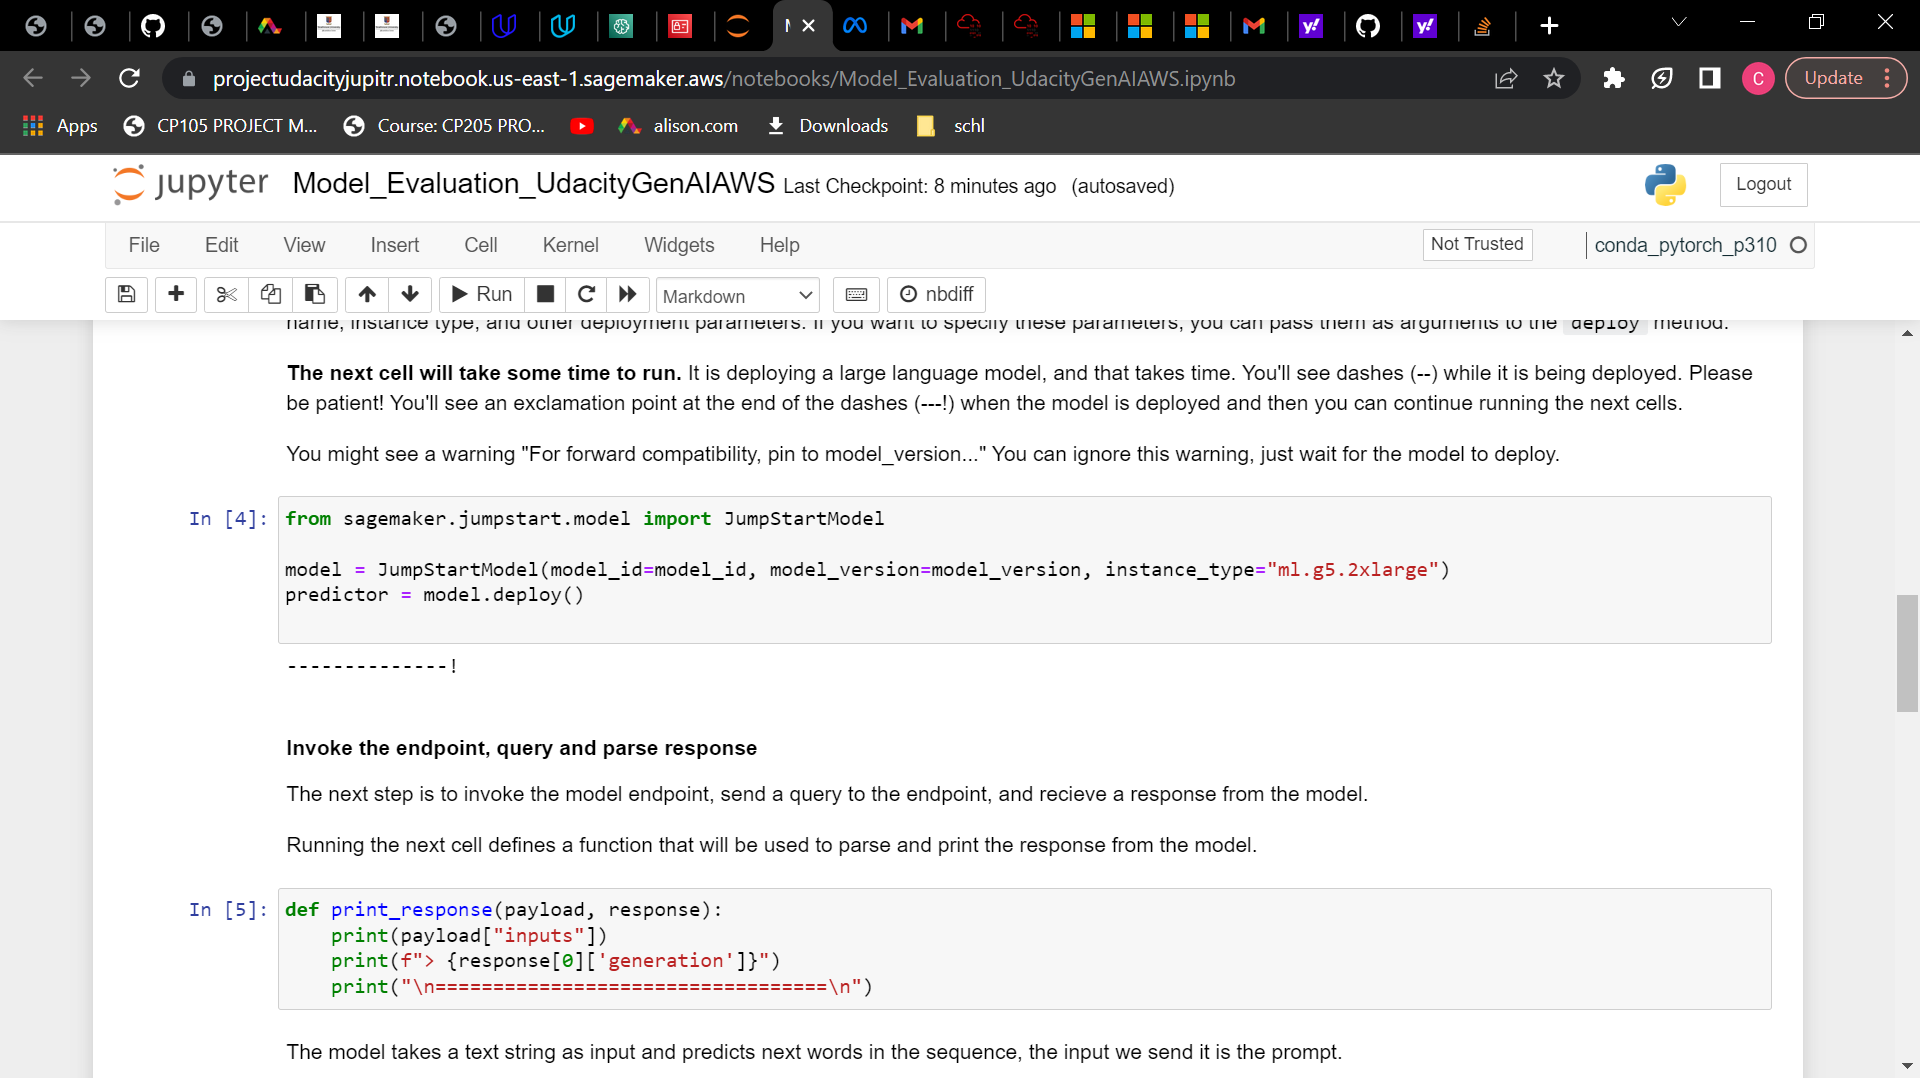 projectudacityjupitr.notebook.us-east-1.sagemaker.aws/notebooks/Model_Evaluation_UdacityGenAIAWS.ipynb
C
Update
Apps
CP105 PROJECT M...
Course: CP205 PRO...
alison.com
Downloads
schl
jupyter
Model_Evaluation_UdacityGenAIAWS Last Checkpoint: 8 minutes ago (autosaved)
Logout
File Edit View Insert Cell Kernel Widgets Help
Not Trusted
conda_pytorch_p310
Run
Markdown
nbdiff
name, instance type, and other deployment parameters. If you want to specify these parameters, you can pass them as arguments to the deploy method.
The next cell will take some time to run. It is deploying a large language model, and that takes time. You'll see dashes (--) while it is being deployed. Please
be patient! You'll see an exclamation point at the end of the dashes (---!) when the model is deployed and then you can continue running the next cells.
You might see a warning "For forward compatibility, pin to model_version..." You can ignore this warning, just wait for the model to deploy.
In [4]:
from sagemaker.jumpstart.model import JumpStartModel
model = JumpStartModel(model_id=model_id, model_version=model_version, instance_type="ml.g5.2xlarge")
predictor = model.deploy()
--------------!
Invoke the endpoint, query and parse response
The next step is to invoke the model endpoint, send a query to the endpoint, and recieve a response from the model.
Running the next cell defines a function that will be used to parse and print the response from the model.
In [5]:
def print_response(payload, response):
    print(payload["inputs"])
    print(f"> {response[0]['generation']}")
    print("\n==================================\n")
The model takes a text string as input and predicts next words in the sequence, the input we send it is the prompt.